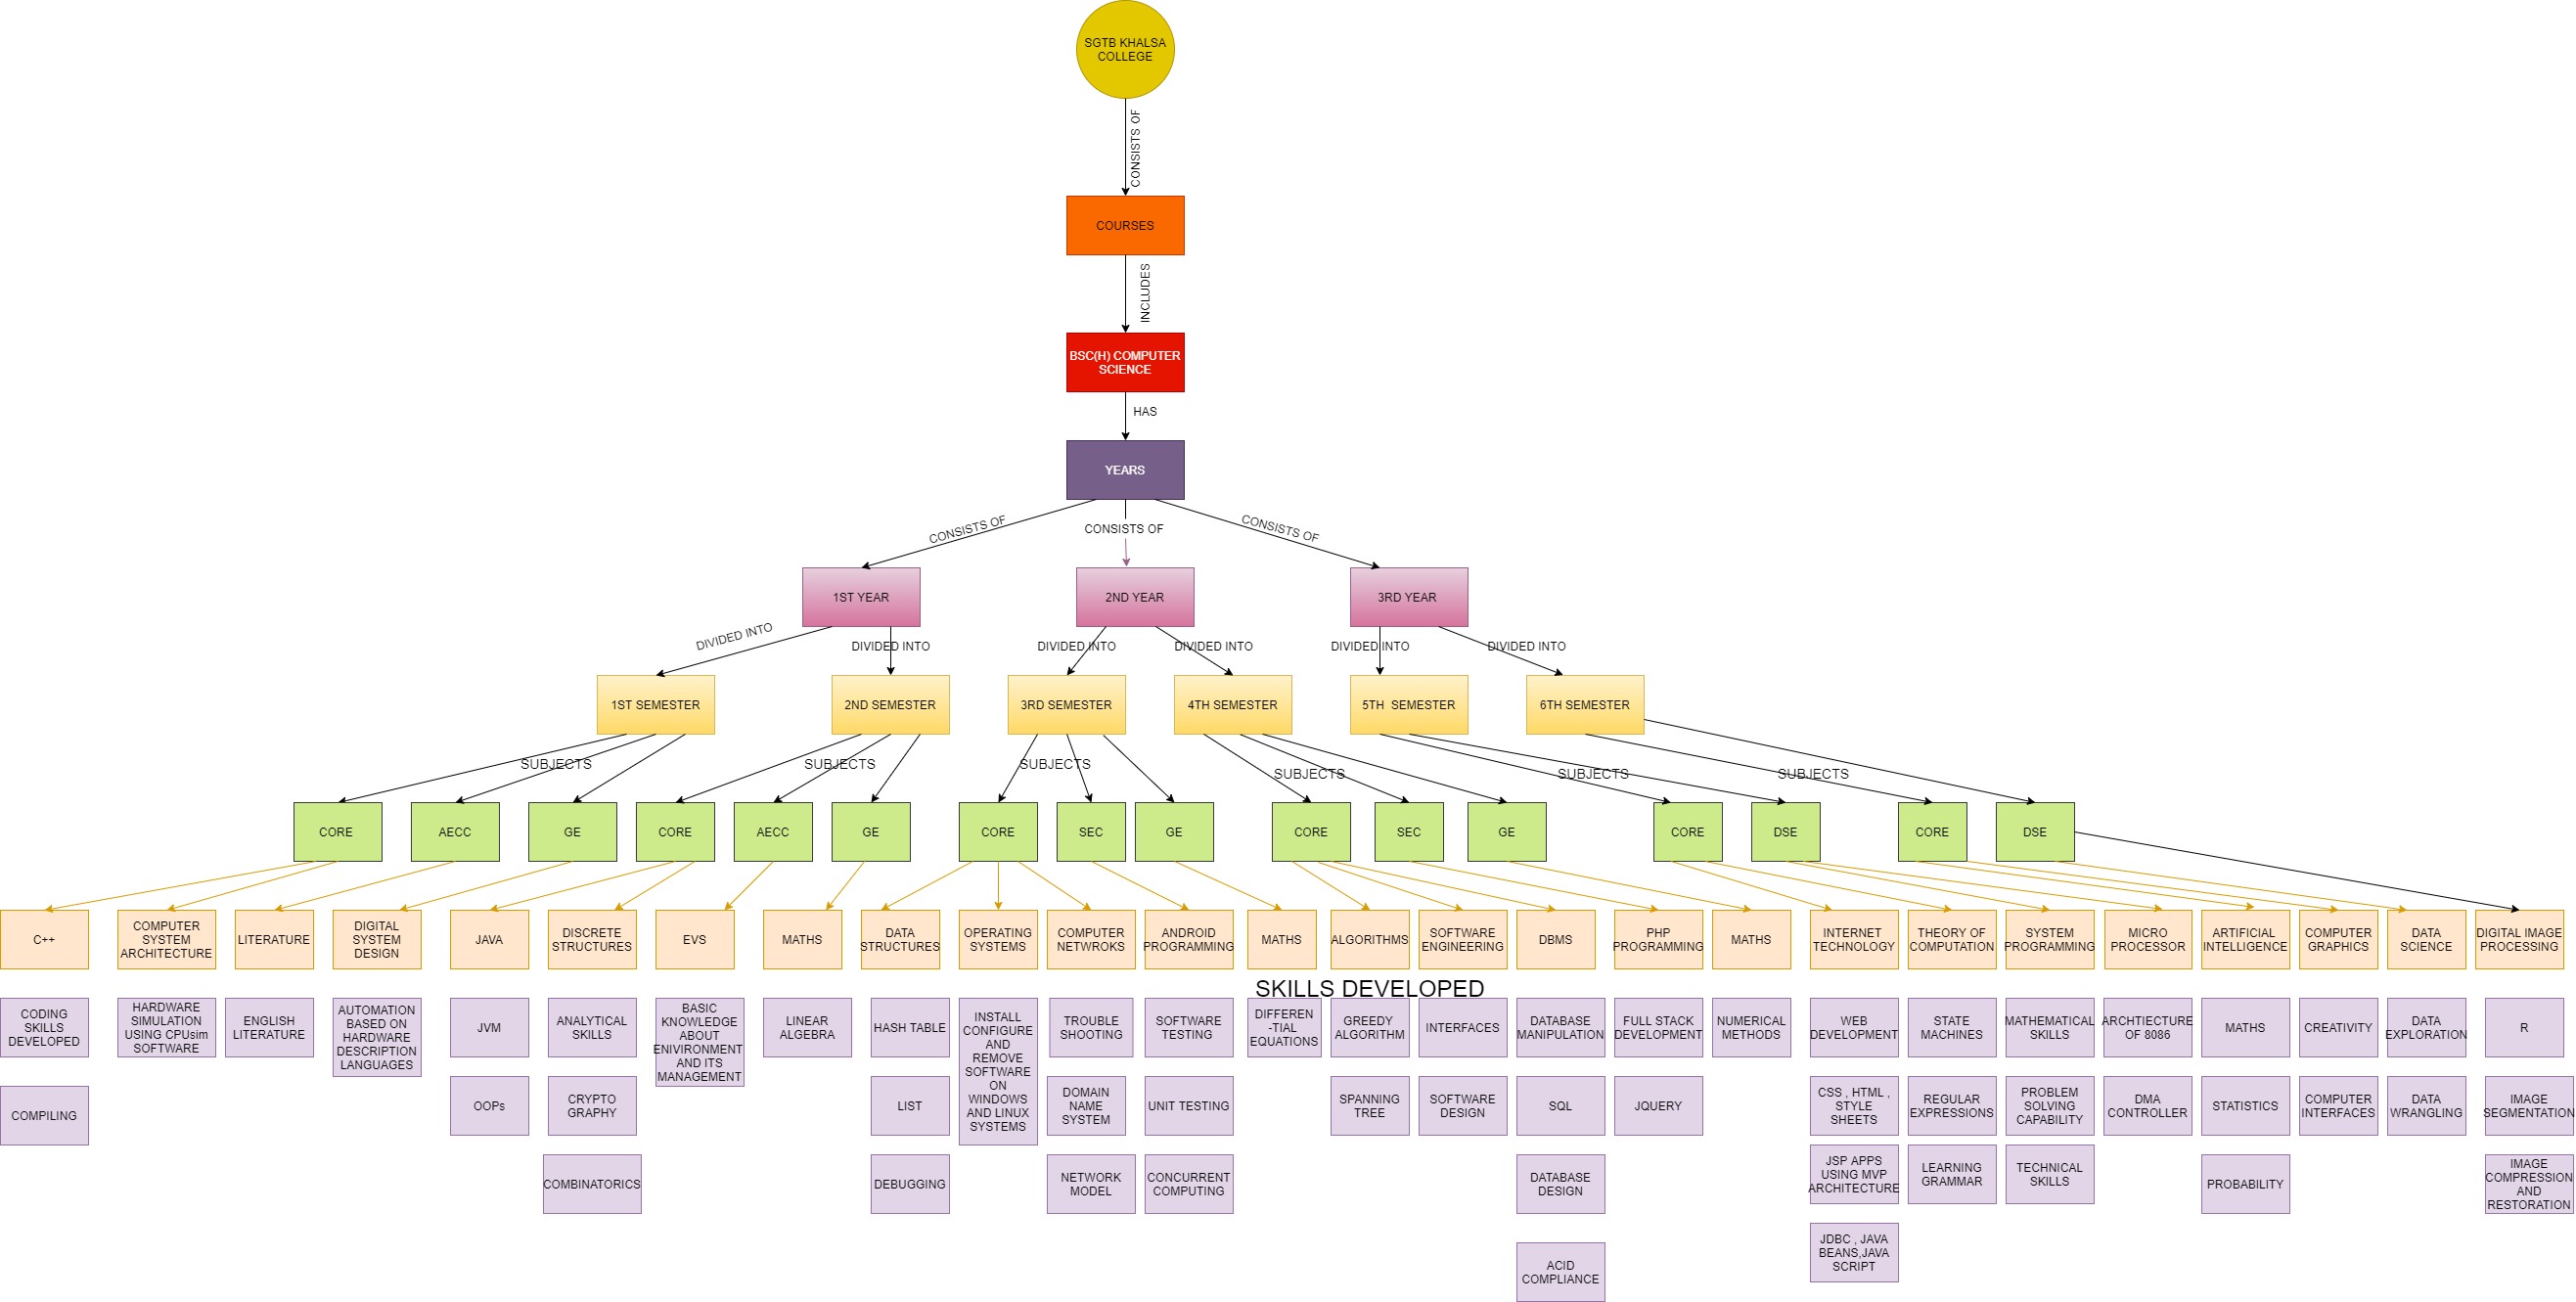 SGTB KHALSA
COLLEGE
CONSISTS OF
COURSES
INCLUDES
BSC(H) COMPUTER
SCIENCE
HAS
YEARS
CONSISTS OF
CONSISTS OF
CONSISTS OF
1ST YEAR
2ND YEAR
3RD YEAR
DIVIDED INTO
DIVIDED INTO
DIVIDED INTO
DIVIDED INTO
DIVIDED INTO
DIVIDED INTO
1ST SEMESTER
2ND SEMESTER
3RD SEMESTER
4TH SEMESTER
5TH  SEMESTER
6TH SEMESTER
SUBJECTS
SUBJECTS
SUBJECTS
SUBJECTS
SUBJECTS
SUBJECTS
CORE
AECC
GE
CORE
AECC
GE
CORE
SEC
GE
CORE
SEC
GE
CORE
DSE
CORE
DSE
C++
COMPUTER
SYSTEM
ARCHITECTURE
LITERATURE
DIGITAL
SYSTEM
DESIGN
JAVA
DISCRETE
STRUCTURES
EVS
MATHS
DATA
STRUCTURES
OPERATING
SYSTEMS
COMPUTER
NETWROKS
ANDROID
PROGRAMMING
MATHS
ALGORITHMS
SOFTWARE
ENGINEERING
DBMS
PHP
PROGRAMMING
MATHS
INTERNET
TECHNOLOGY
THEORY OF
COMPUTATION
SYSTEM
PROGRAMMING
MICRO
PROCESSOR
ARTIFICIAL
INTELLIGENCE
COMPUTER
GRAPHICS
DATA
SCIENCE
DIGITAL IMAGE
PROCESSING
SKILLS DEVELOPED
CODING
SKILLS
DEVELOPED
HARDWARE
SIMULATION
USING CPUsim
SOFTWARE
ENGLISH
LITERATURE
AUTOMATION
BASED ON
HARDWARE
DESCRIPTION
LANGUAGES
JVM
ANALYTICAL
SKILLS
BASIC
KNOWLEDGE
ABOUT
ENIVIRONMENT
AND ITS
MANAGEMENT
LINEAR
ALGEBRA
HASH TABLE
INSTALL
CONFIGURE
AND
REMOVE
SOFTWARE
ON
WINDOWS
AND LINUX
SYSTEMS
TROUBLE
SHOOTING
SOFTWARE
TESTING
DIFFEREN
-TIAL
EQUATIONS
GREEDY
ALGORITHM
INTERFACES
DATABASE
MANIPULATION
FULL STACK
DEVELOPMENT
NUMERICAL
METHODS
WEB
DEVELOPMENT
STATE
MACHINES
MATHEMATICAL
SKILLS
ARCHTIECTURE
OF 8086
MATHS
CREATIVITY
DATA
EXPLORATION
R
COMPILING
OOPs
CRYPTO
GRAPHY
LIST
DOMAIN
NAME
SYSTEM
UNIT TESTING
SPANNING
TREE
SOFTWARE
DESIGN
SQL
JQUERY
CSS , HTML ,
STYLE
SHEETS
REGULAR
EXPRESSIONS
PROBLEM
SOLVING
CAPABILITY
DMA
CONTROLLER
STATISTICS
COMPUTER
INTERFACES
DATA
WRANGLING
IMAGE
SEGMENTATION
COMBINATORICS
DEBUGGING
NETWORK
MODEL
CONCURRENT
COMPUTING
DATABASE
DESIGN
JSP APPS
USING MVP
ARCHITECTURE
LEARNING
GRAMMAR
TECHNICAL
SKILLS
PROBABILITY
IMAGE
COMPRESSION
AND
RESTORATION
ACID
COMPLIANCE
JDBC , JAVA
BEANS,JAVA
SCRIPT